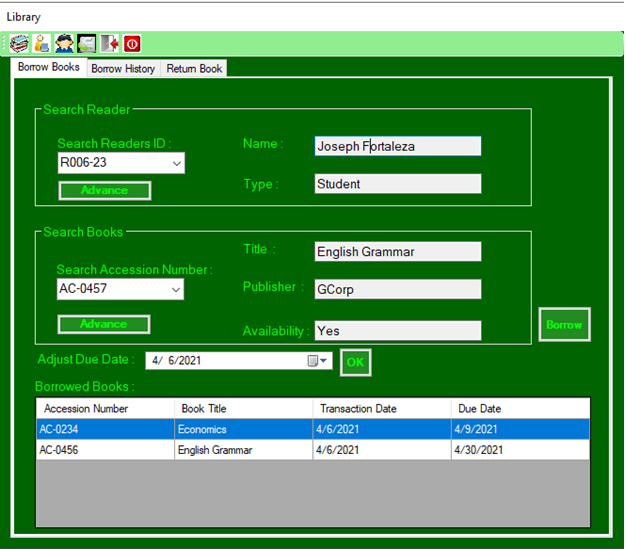 Library
Borrow Books Borrow History Return Book
Search Reader
Search Readers ID : Name : Joseph Fortaleza
R006-23
Advance Type : Student
Search Books
Title : English Grammar
Search Accession Number :
AC-0457 Publisher : GCorp
Advance Availability : Yes Borrow
Adjust Due Date : 4/ 6/2021 OK
Borrowed Books :
Accession Number Book Title Transaction Date Due Date
AC-0234 Economics 4/6/2021 4/9/2021
AC-0456 English Grammar 4/6/2021 4/30/2021